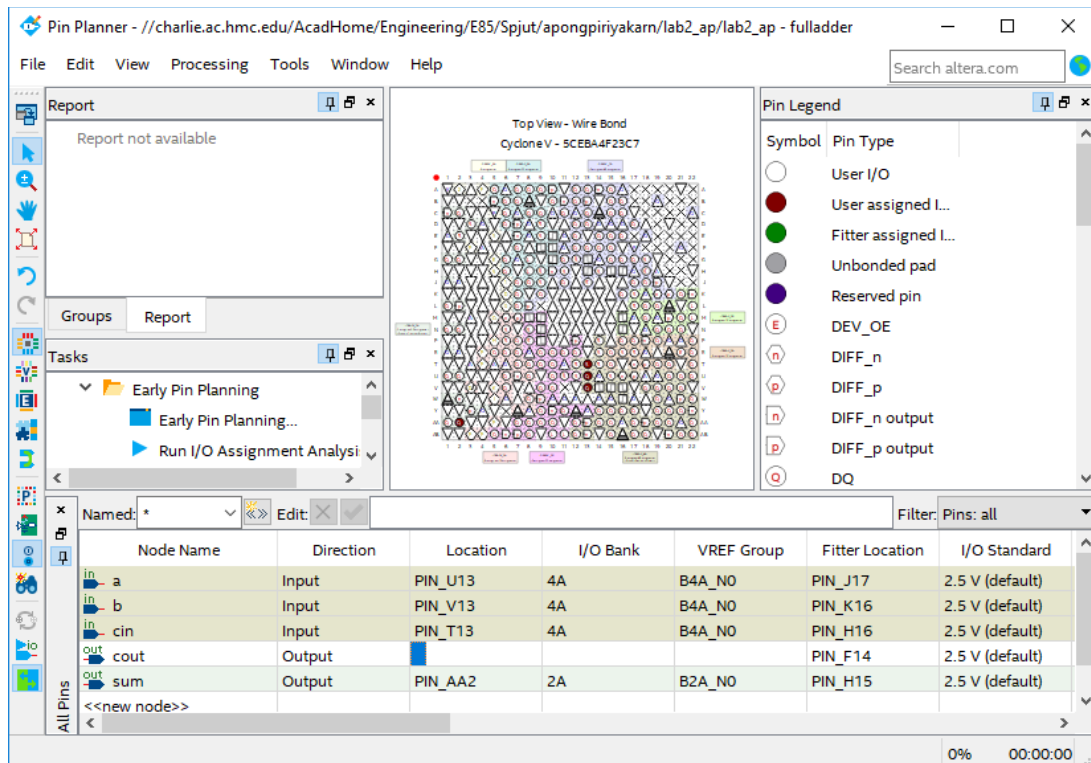 Pin Planner - //charlie.ac.hmc.edu/AcadHome/Engineering/E85/Spjut/apongpiriyakarn/lab2_ap/lab2_ap - fulladder
File Edit View Processing Tools Window Help
Search altera.com
Report
Report not available
Groups Report
Tasks
Early Pin Planning
Early Pin Planning...
Run I/O Assignment Analysi
Top View - Wire Bond
Cyclone V - 5CEBA4F23C7
Pin Legend
Symbol Pin Type
User I/O
User assigned I...
Fitter assigned I...
Unbonded pad
Reserved pin
E DEV_OE
n DIFF_n
p DIFF_p
n DIFF_n output
p DIFF_p output
Q DQ
Named: * «» Edit: Filter: Pins: all
Node Name Direction Location I/O Bank VREF Group Fitter Location I/O Standard
in a Input PIN_U13 4A B4A_N0 PIN_J17 2.5 V (default)
in b Input PIN_V13 4A B4A_N0 PIN_K16 2.5 V (default)
in cin Input PIN_T13 4A B4A_N0 PIN_H16 2.5 V (default)
out cout Output PIN_F14 2.5 V (default)
out sum Output PIN_AA2 2A B2A_N0 PIN_H15 2.5 V (default)
<<new node>>
All Pins
0% 00:00:00